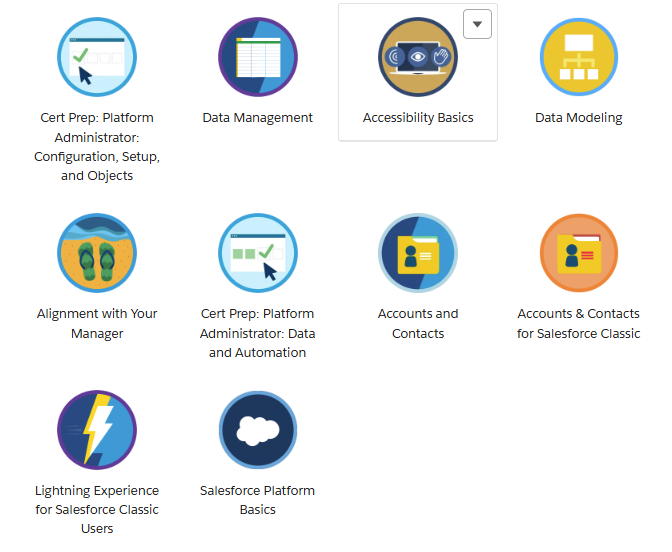 Cert Prep: Platform
Administrator:
Configuration, Setup,
and Objects
Data Management
Accessibility Basics
Data Modeling
Alignment with Your
Manager
Cert Prep: Platform
Administrator: Data
and Automation
Accounts and
Contacts
Accounts & Contacts
for Salesforce Classic
Lightning Experience
for Salesforce Classic
Users
Salesforce Platform
Basics